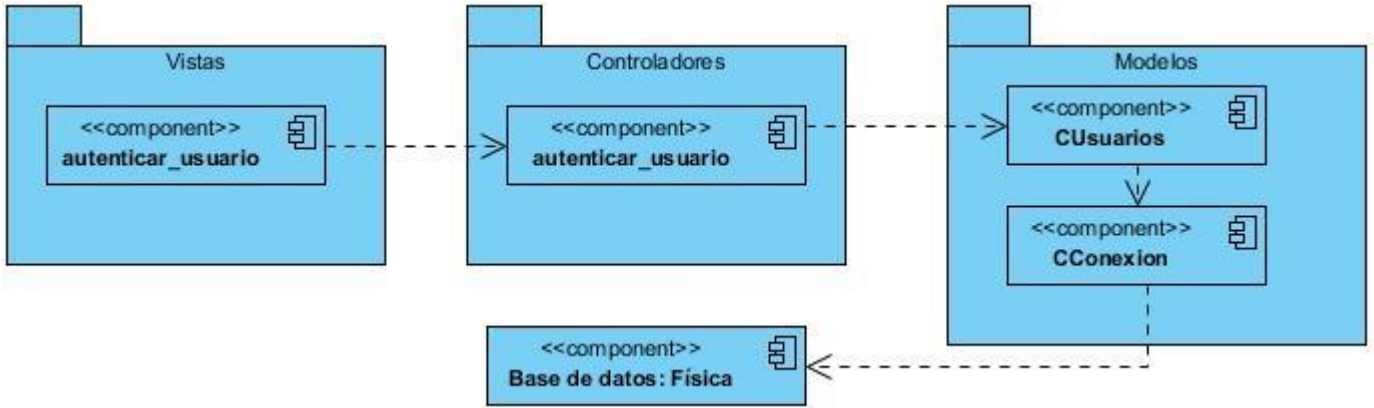 Vistas
<<component>>
autenticar_usuario
Controladores
<<component>>
autenticar_usuario
Modelos
<<component>>
CUsuarios
<<component>>
CConexion
<<component>>
Base de datos: Física